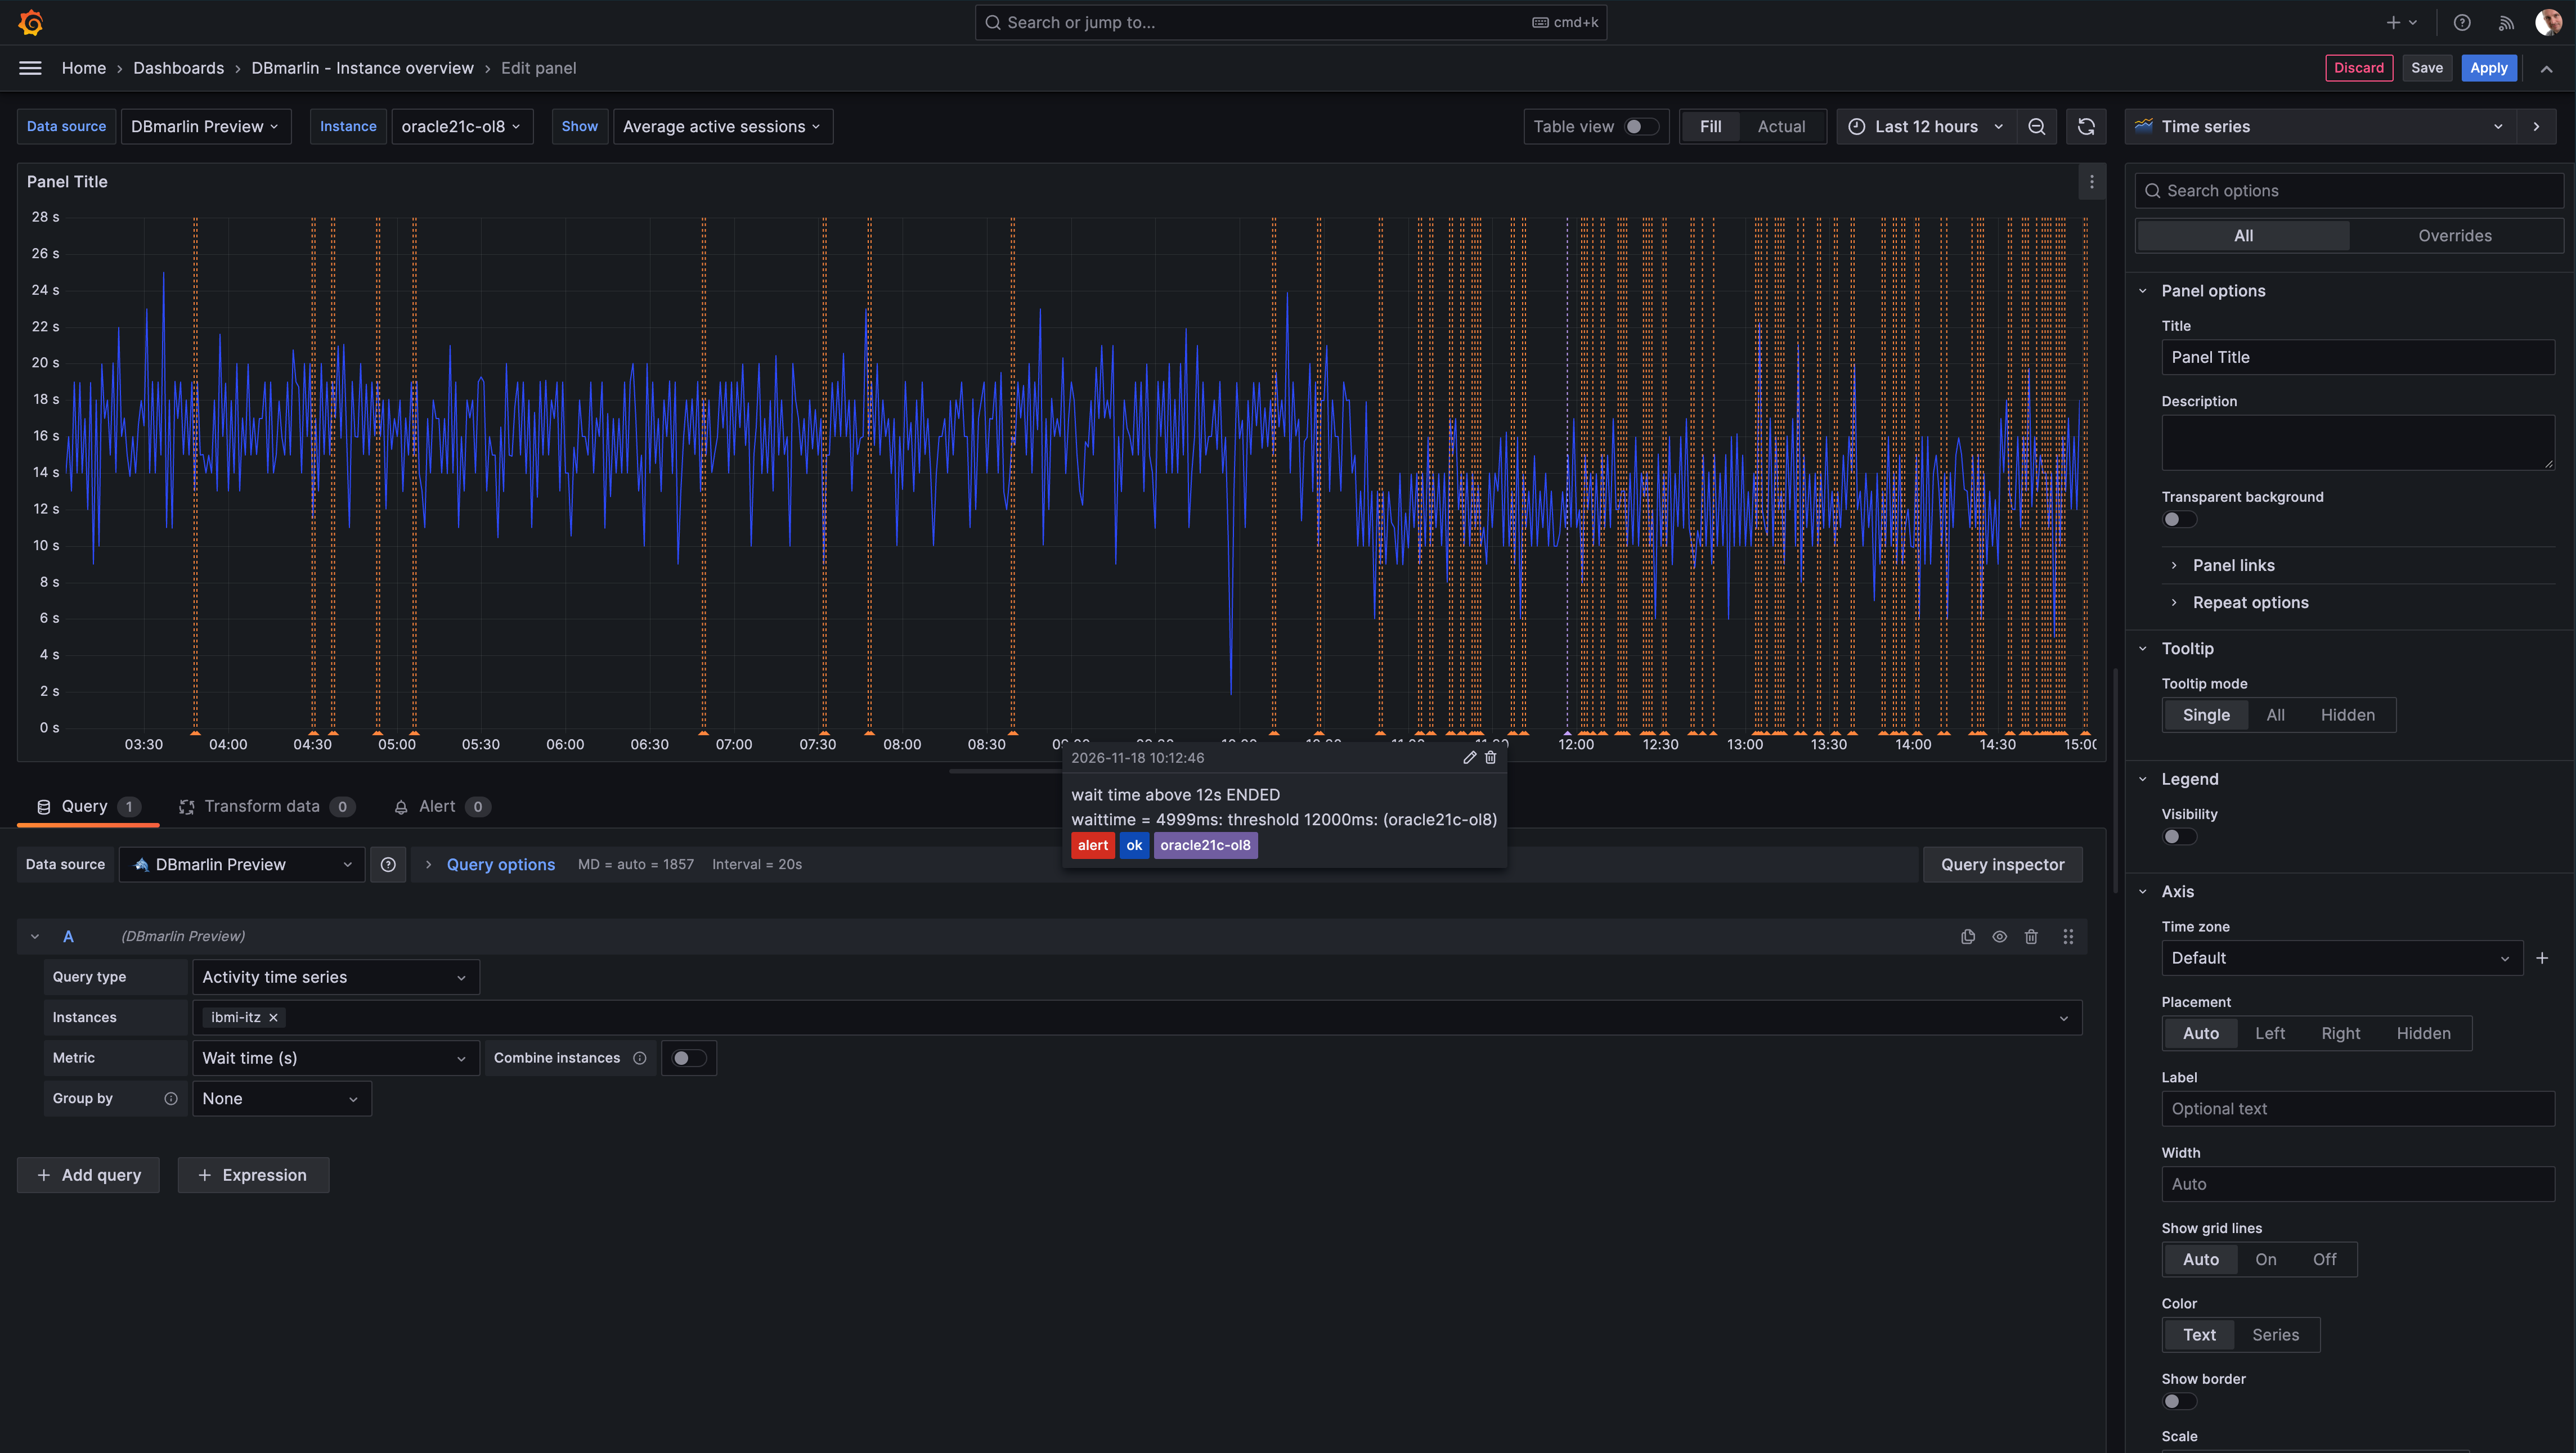 Search or jump to...
cmd+k
Home › Dashboards › DBmarlin - Instance overview › Edit panel
Discard
Save
Apply
Data source
DBmarlin Preview
Instance
oracle21c-ol8
Show
Average active sessions
Table view
Fill
Actual
Last 12 hours
Time series
Panel Title
28 s
26 s
24 s
22 s
20 s
18 s
16 s
14 s
12 s
10 s
8 s
6 s
4 s
2 s
0 s
03:30
04:00
04:30
05:00
05:30
06:00
06:30
07:00
07:30
08:00
08:30
12:00
12:30
13:00
13:30
14:00
14:30
2026-11-18 10:12:46
wait time above 12s ENDED
waittime = 4999ms: threshold 12000ms: (oracle21c-ol8)
alert
ok
oracle21c-ol8
Query 1
Transform data 0
Alert 0
Data source
DBmarlin Preview
Query options
MD = auto = 1857
Interval = 20s
Query inspector
A
(DBmarlin Preview)
Query type
Activity time series
Instances
ibmi-itz
Metric
Wait time (s)
Combine instances
Group by
None
Add query
Expression
Search options
All
Overrides
Panel options
Title
Panel Title
Description
Transparent background
Panel links
Repeat options
Tooltip
Tooltip mode
Single
All
Hidden
Legend
Visibility
Axis
Time zone
Default
Placement
Auto
Left
Right
Hidden
Label
Optional text
Width
Auto
Show grid lines
Auto
On
Off
Color
Text
Series
Show border
Scale